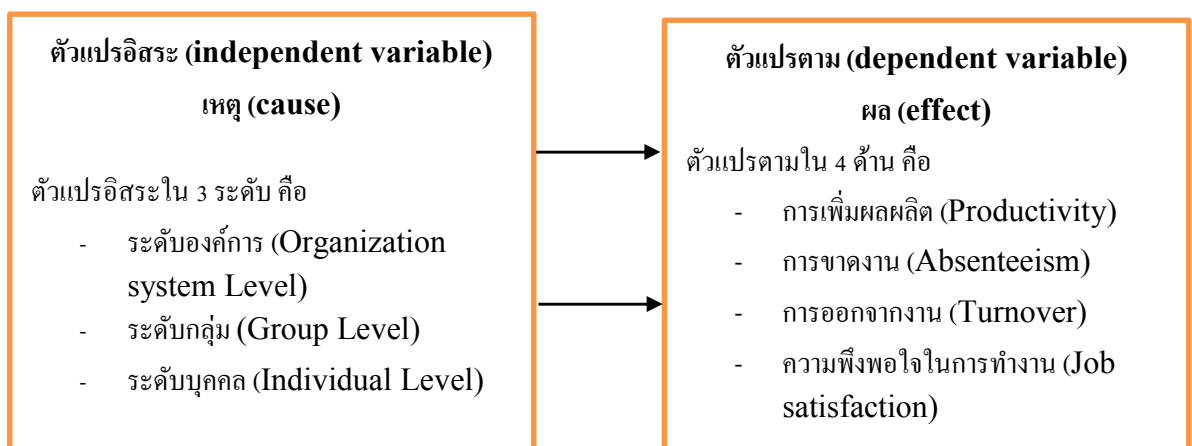 ตัวแปรอิสระ (independent variable)
เหตุ (cause)
ตัวแปรอิสระใน 3 ระดับ คือ
- ระดับองค์การ (Organization
system Level)
- ระดับกลุ่ม (Group Level)
- ระดับบุคคล (Individual Level)
ตัวแปรตาม (dependent variable)
ผล (effect)
ตัวแปรตามใน 4 ด้าน คือ
- การเพิ่มผลผลิต (Productivity)
- การขาดงาน (Absenteeism)
- การออกจากงาน (Turnover)
- ความพึงพอใจในการทำงาน (Job
satisfaction)